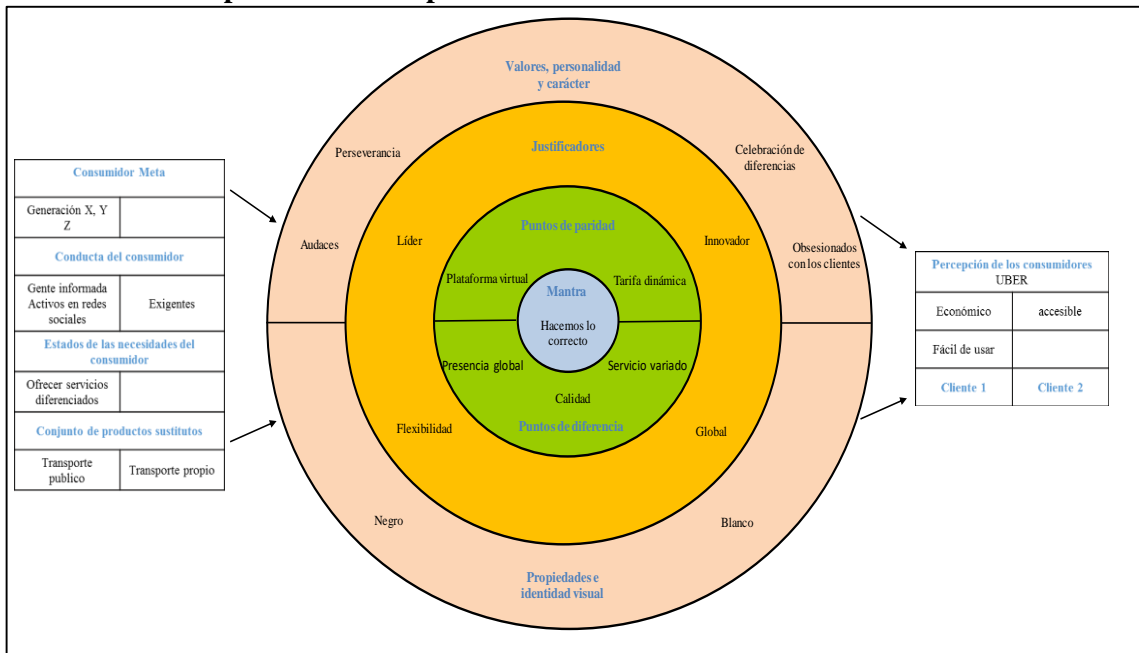 Consumidor Meta
Generación X, Y
Z
Conducta del consumidor
Gente informada
Activos en redes
sociales
Exigentes
Estados de las necesidades del
consumidor
Ofrecer servicios
diferenciados
Conjunto de productos sustitutos
Transporte
publico
Transporte propio
Valores, personalidad
y carácter
Perseverancia
Celebración de
diferencias
Audaces
Obsesionados
con los clientes
Justificadores
Líder
Innovador
Puntos de paridad
Plataforma virtual
Tarifa dinámica
Mantra
Hacemos lo
correcto
Presencia global
Servicio variado
Calidad
Puntos de diferencia
Flexibilidad
Global
Negro
Blanco
Propiedades e
identidad visual
Percepción de los consumidores
UBER
Económico
accesible
Fácil de usar
Cliente 1
Cliente 2